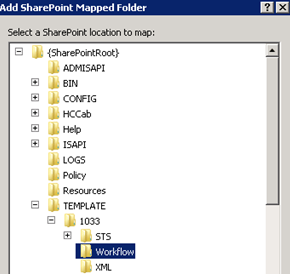 Add SharePoint Mapped Folder
Select a SharePoint location to map:
{SharePointRoot}
ADMISAPI
BIN
CONFIG
HCCab
Help
ISAPI
LOGS
Policy
Resources
TEMPLATE
1033
STS
Workflow
XML